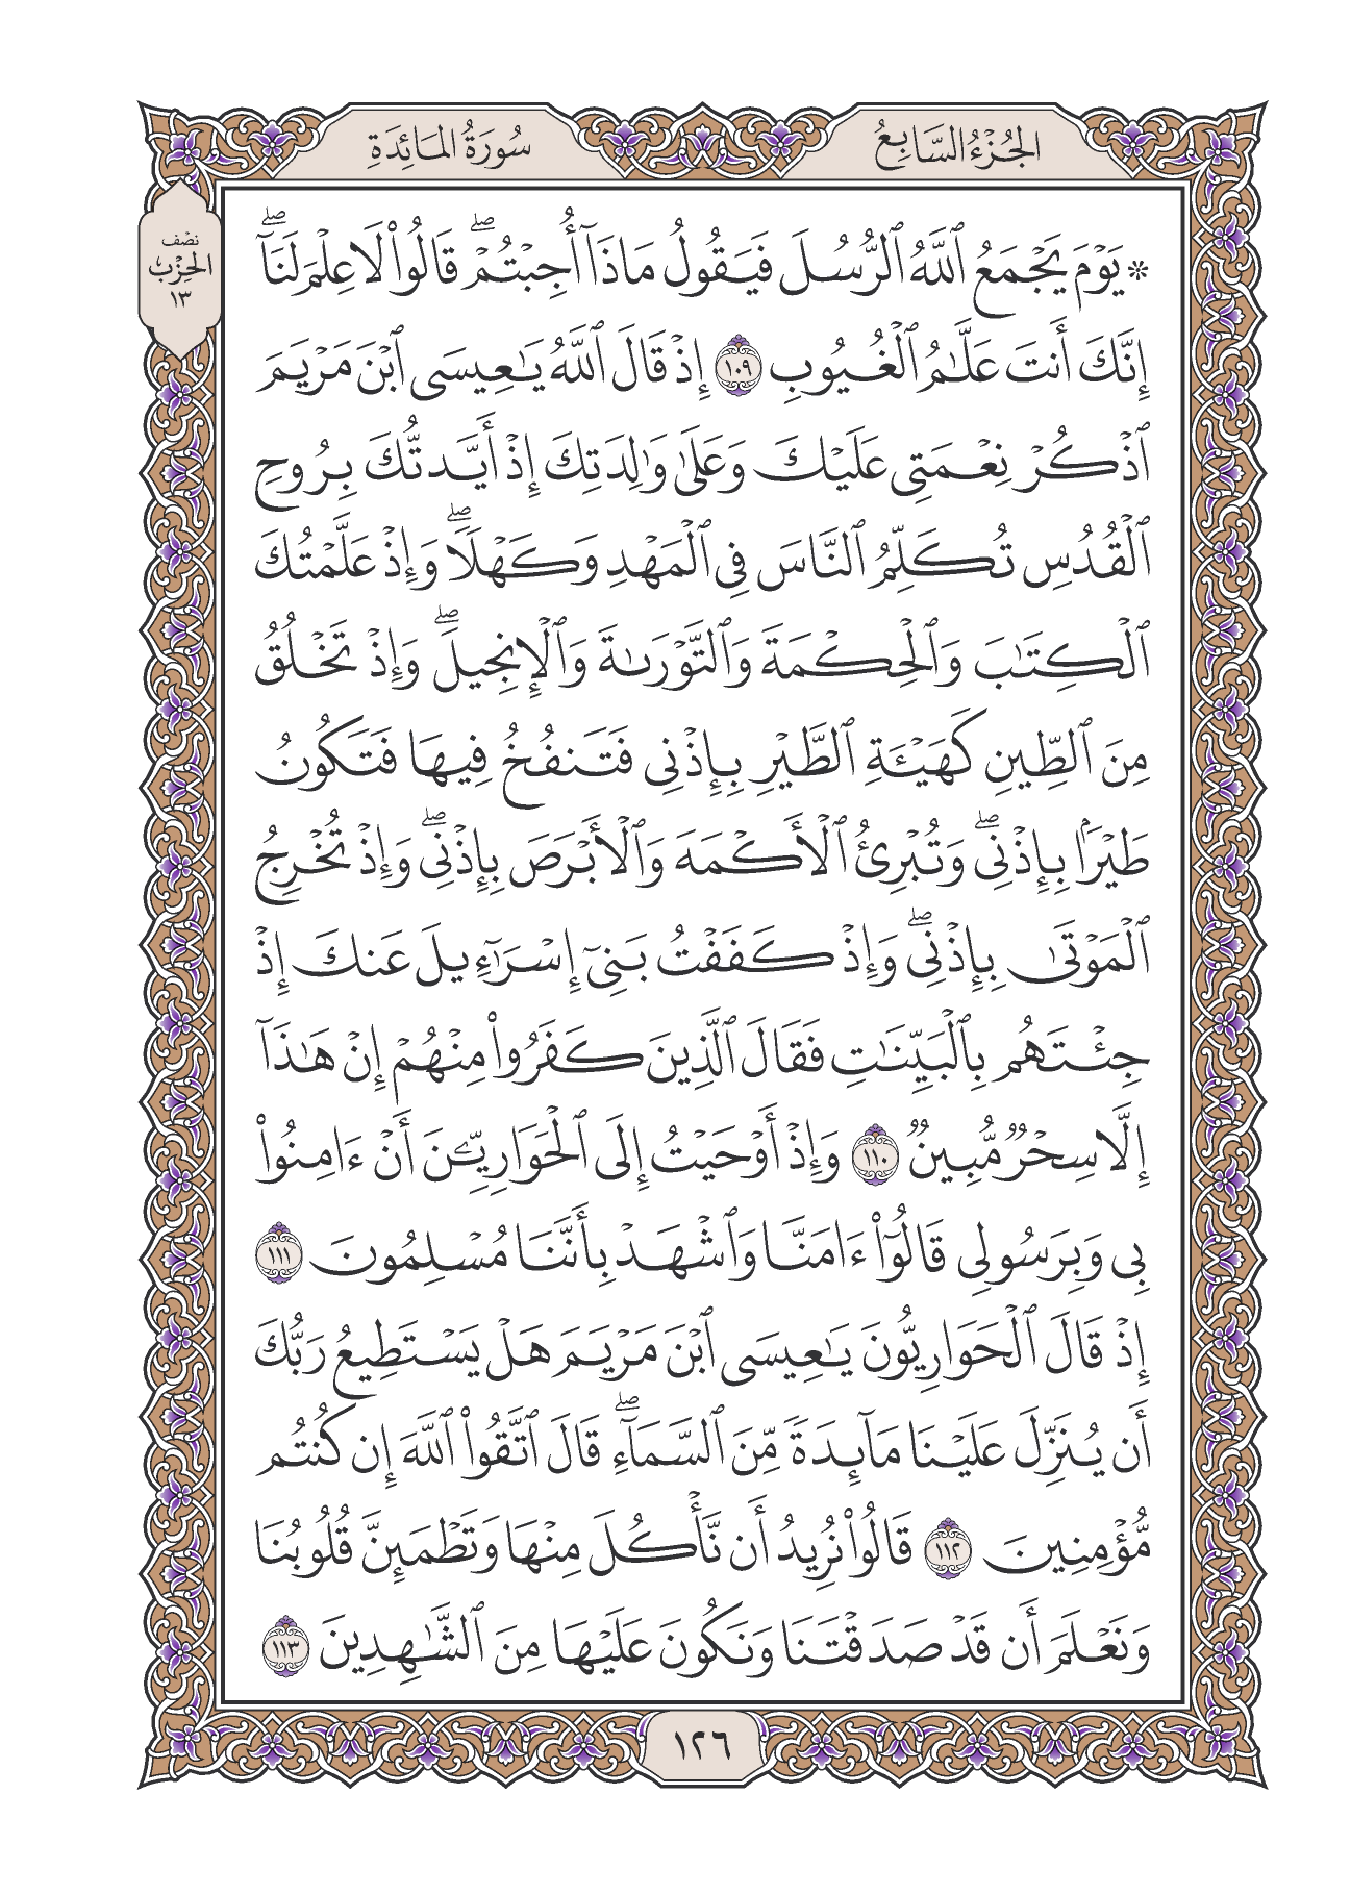 الجُزْءُ السَّابِعُ
سُورَةُ المَائِدَةِ
نصف
الحِزْب
١٣
۞ يَوْمَ يَجْمَعُ ٱللَّهُ ٱلرُّسُلَ فَيَقُولُ مَاذَآ أُجِبْتُمْۖ قَالُوا۟ لَا عِلْمَ لَنَآۖ
إِنَّكَ أَنتَ عَلَّـٰمُ ٱلْغُيُوبِ ١٠٩ إِذْ قَالَ ٱللَّهُ يَـٰعِيسَى ٱبْنَ مَرْيَمَ
ٱذْكُرْ نِعْمَتِى عَلَيْكَ وَعَلَىٰ وَٰلِدَتِكَ إِذْ أَيَّدتُّكَ بِرُوحِ
ٱلْقُدُسِ تُكَلِّمُ ٱلنَّاسَ فِى ٱلْمَهْدِ وَكَهْلًاۖ وَإِذْ عَلَّمْتُكَ
ٱلْكِتَـٰبَ وَٱلْحِكْمَةَ وَٱلتَّوْرَىٰةَ وَٱلْإِنجِيلَۖ وَإِذْ تَخْلُقُ
مِنَ ٱلطِّينِ كَهَيْـَٔةِ ٱلطَّيْرِ بِإِذْنِى فَتَنفُخُ فِيهَا فَتَكُونُ
طَيْرًۢا بِإِذْنِىۖ وَتُبْرِئُ ٱلْأَكْمَهَ وَٱلْأَبْرَصَ بِإِذْنِىۖ وَإِذْ تُخْرِجُ
ٱلْمَوْتَىٰ بِإِذْنِىۖ وَإِذْ كَفَفْتُ بَنِىٓ إِسْرَٰٓءِيلَ عَنكَ إِذْ
جِئْتَهُم بِٱلْبَيِّنَـٰتِ فَقَالَ ٱلَّذِينَ كَفَرُوا۟ مِنْهُمْ إِنْ هَـٰذَآ
إِلَّا سِحْرٌ مُّبِينٌ ١١٠ وَإِذْ أَوْحَيْتُ إِلَى ٱلْحَوَارِيِّـۧنَ أَنْ ءَامِنُوا۟
بِى وَبِرَسُولِى قَالُوٓا۟ ءَامَنَّا وَٱشْهَدْ بِأَنَّنَا مُسْلِمُونَ ١١١
إِذْ قَالَ ٱلْحَوَارِيُّونَ يَـٰعِيسَى ٱبْنَ مَرْيَمَ هَلْ يَسْتَطِيعُ رَبُّكَ
أَن يُنَزِّلَ عَلَيْنَا مَآئِدَةً مِّنَ ٱلسَّمَآءِۖ قَالَ ٱتَّقُوا۟ ٱللَّهَ إِن كُنتُم
مُّؤْمِنِينَ ١١٢ قَالُوا۟ نُرِيدُ أَن نَّأْكُلَ مِنْهَا وَتَطْمَئِنَّ قُلُوبُنَا
وَنَعْلَمَ أَن قَدْ صَدَقْتَنَا وَنَكُونَ عَلَيْهَا مِنَ ٱلشَّـٰهِدِينَ ١١٣
١٢٦